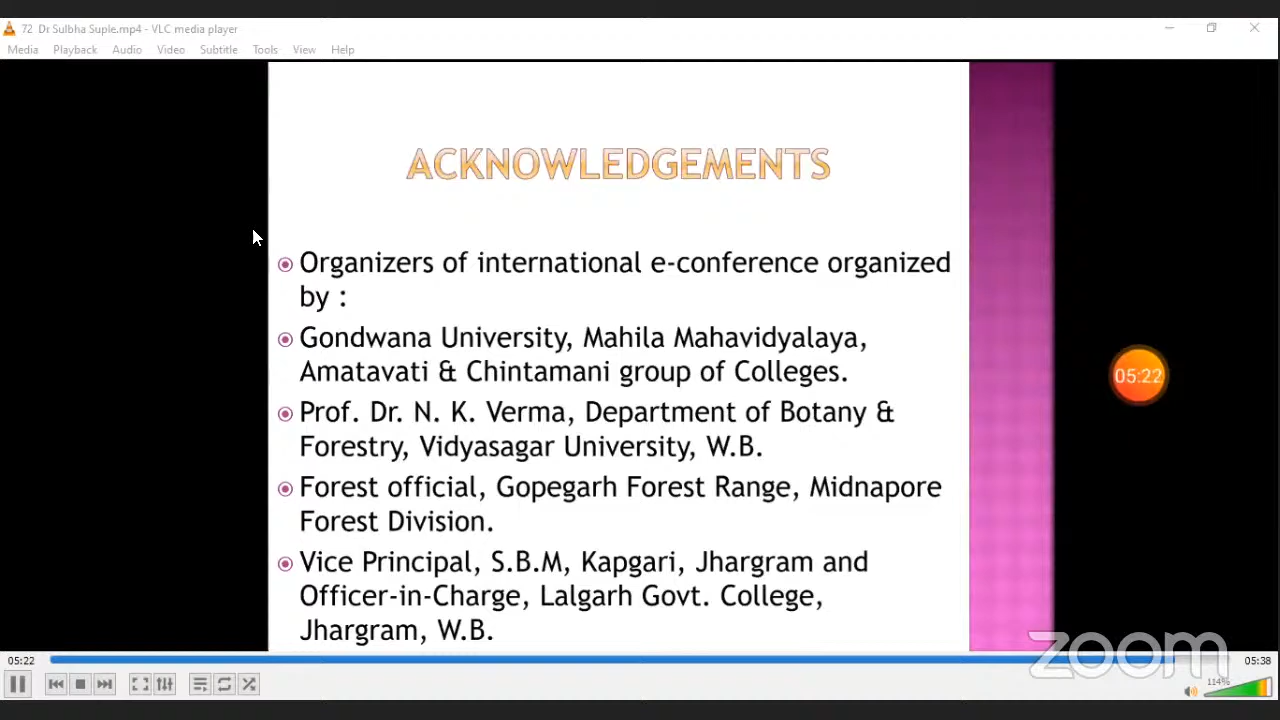 72 Dr Sulbha Suple.mp4 - VLC media player
Media Playback Audio Video Subtitle Tools View Help
ACKNOWLEDGEMENTS
Organizers of international e-conference organized
by :
Gondwana University, Mahila Mahavidyalaya,
Amatavati & Chintamani group of Colleges.
Prof. Dr. N. K. Verma, Department of Botany &
Forestry, Vidyasagar University, W.B.
Forest official, Gopegarh Forest Range, Midnapore
Forest Division.
Vice Principal, S.B.M, Kapgari, Jhargram and
Officer-in-Charge, Lalgarh Govt. College,
Jhargram, W.B.
05:22
zoom
05:22
05:38
114%